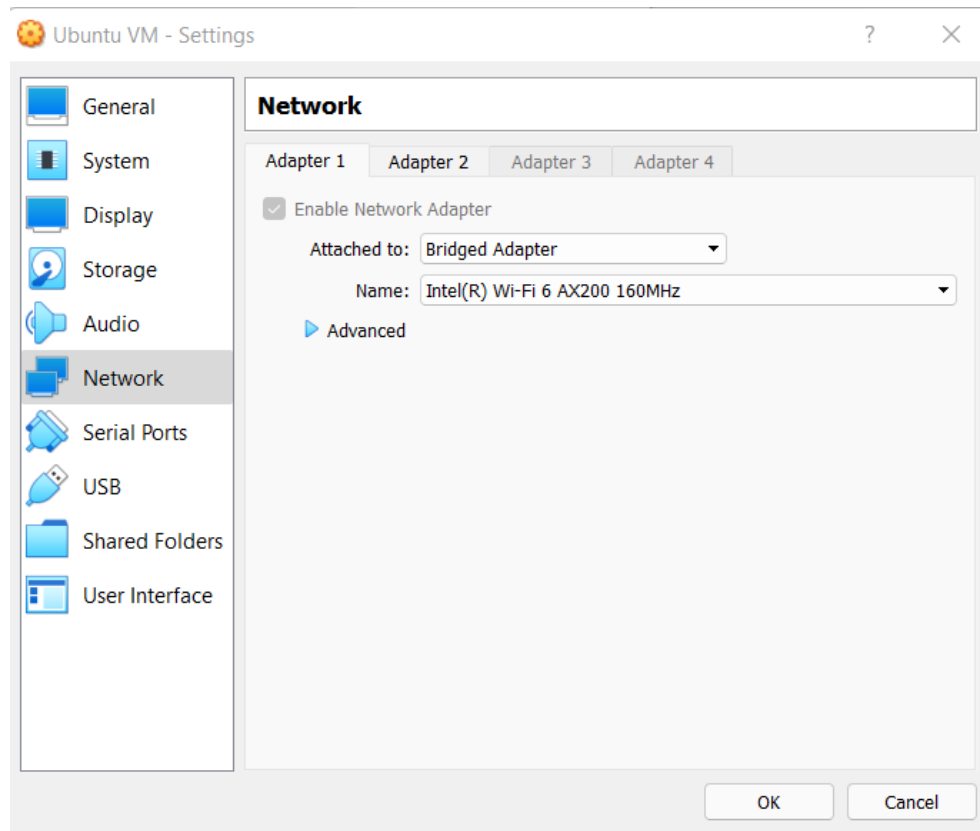 Ubuntu VM - Settings
?
General
System
Display
Storage
Audio
Network
Serial Ports
USB
Shared Folders
User Interface
Network
Adapter 1 Adapter 2 Adapter 3 Adapter 4
Enable Network Adapter
Attached to: Bridged Adapter
Name: Intel(R) Wi-Fi 6 AX200 160MHz
Advanced
OK Cancel